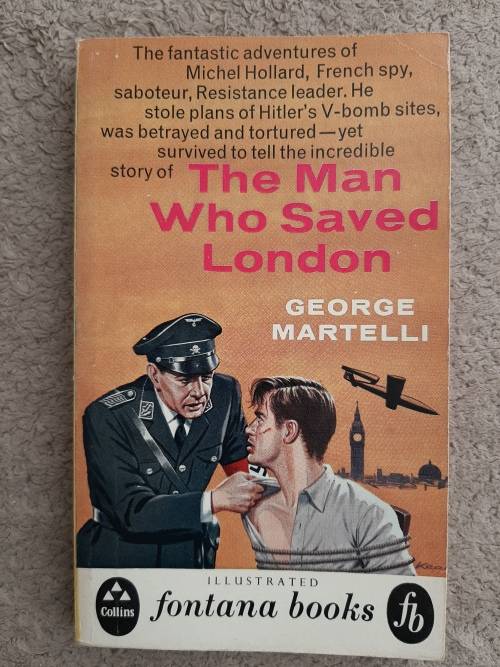 The fantastic adventures of
Michel Hollard, French spy,
saboteur, Resistance leader. He
stole plans of Hitler's V-bomb sites,
was betrayed and tortured — yet
survived to tell the incredible
story of The Man
Who Saved
London
GEORGE
MARTELLI
ILLUSTRATED
Collins fontana books fb